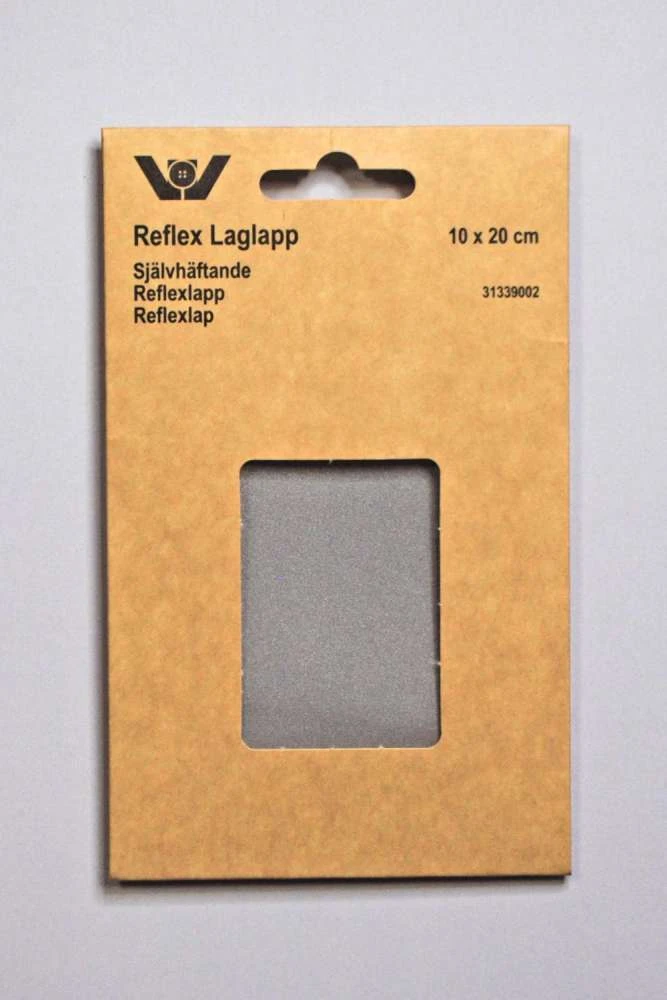 Reflex Laglapp 10 x 20 cm
Självhäftande
Reflexlapp 31339002
Reflexlap